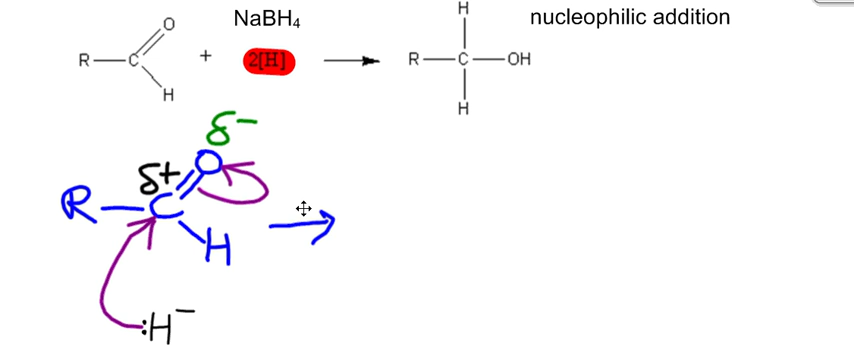 NaBH₄
nucleophilic addition
R—C
O
H
+
2[H]
H
R—C—OH
H
δ−
δ+
O
R—C
H
:H−